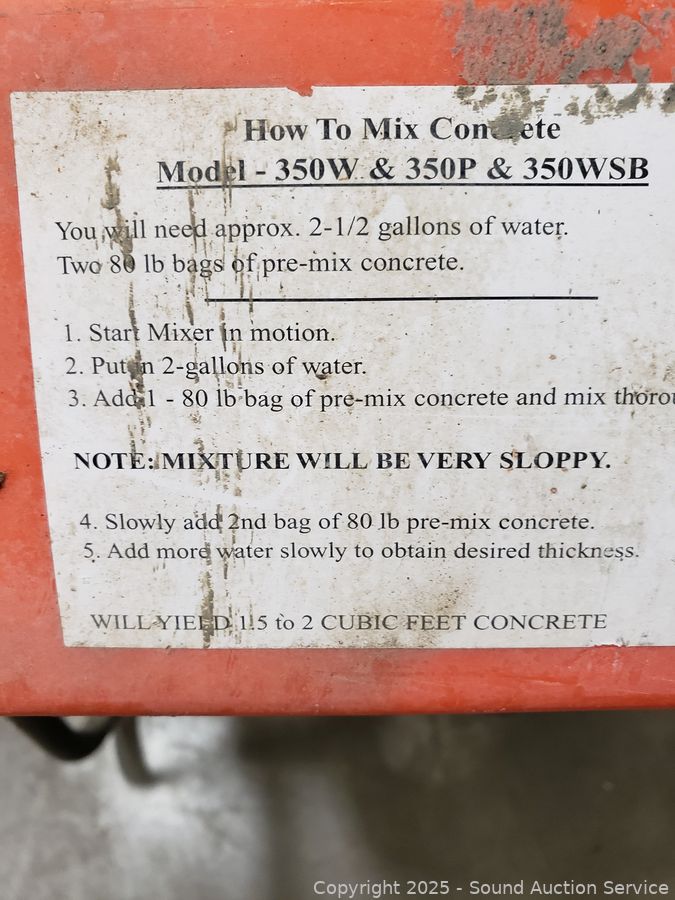 How To Mix Concrete
Model - 350W & 350P & 350WSB
You will need approx. 2-1/2 gallons of water.
Two 80 lb bags of pre-mix concrete.
1. Start Mixer in motion.
2. Put in 2-gallons of water.
3. Add 1 - 80 lb bag of pre-mix concrete and mix thorou
NOTE: MIXTURE WILL BE VERY SLOPPY.
4. Slowly add 2nd bag of 80 lb pre-mix concrete.
5. Add more water slowly to obtain desired thickness.
WILL YIELD 1.5 to 2 CUBIC FEET CONCRETE
Copyright 2025 - Sound Auction Service